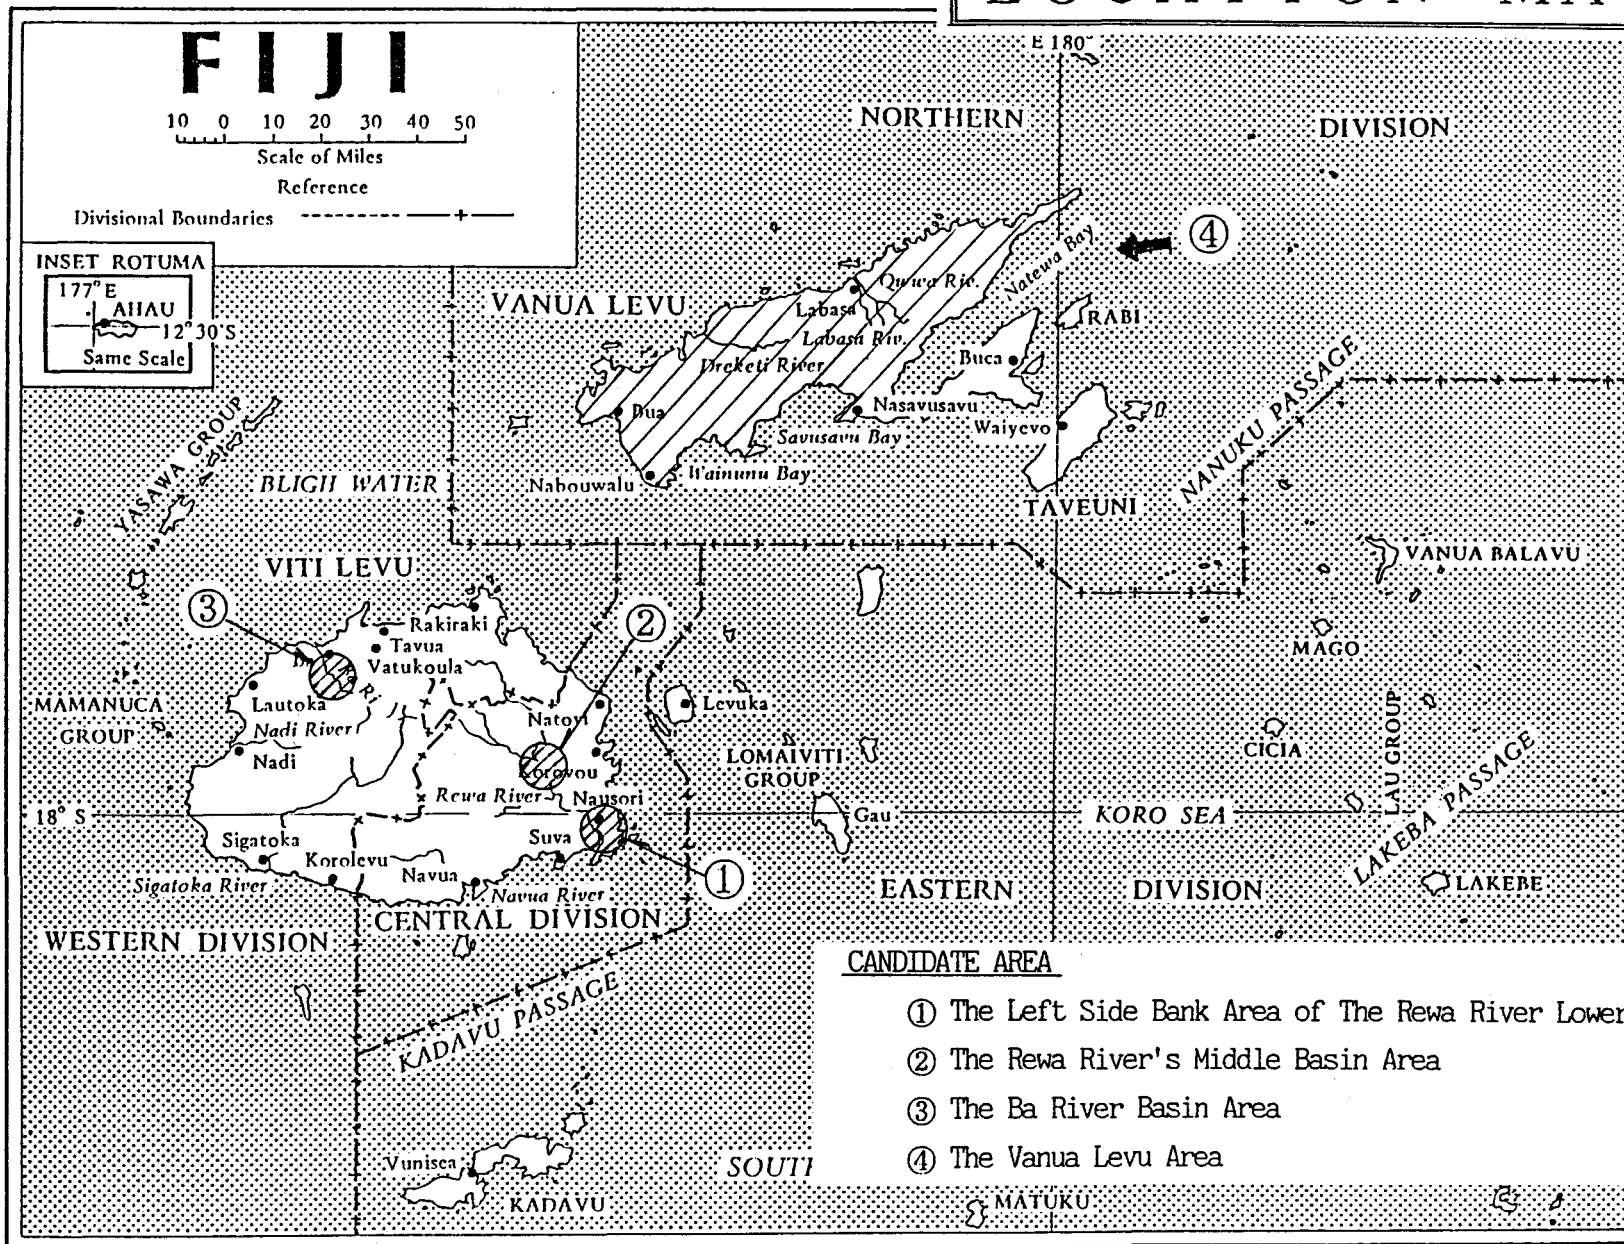 FIJI
10 0 10 20 30 40 50
Scale of Miles
Reference
Divisional Boundaries
INSET ROTUMA
177°E
AHAU
12°30'S
Same Scale
E 180°
NORTHERN
DIVISION
④
VANUA LEVU
Labasa
Labasa Riv.
Dreketi River
Natewa Bay
RABI
Buca
Bua
Nasavusavu
Savusavu Bay
Waiyevo
Wainunu Bay
Nabouwalu
TAVEUNI
NANUKU PASSAGE
YASAWA GROUP
BLIGH WATER
VITI LEVU
③
②
Rakiraki
Tavua
Vatukoula
VANUA BALAVU
MAGO
MAMANUCA
GROUP
Lautoka
Nadi River
Nadi
Levuka
LOMAIVITI
GROUP
CICIA
LAU GROUP
Korovou
Rewa River
Nausori
18° S
Gau
KORO SEA
LAKEBA PASSAGE
Sigatoka
Suva
Korolevu
Navua
①
Sigatoka River
Navua River
EASTERN
DIVISION
LAKEBE
CENTRAL DIVISION
WESTERN DIVISION
KADAVU PASSAGE
CANDIDATE AREA
① The Left Side Bank Area of The Rewa River Lower
② The Rewa River's Middle Basin Area
③ The Ba River Basin Area
④ The Vanua Levu Area
Vunisea
KADAVU
MATUKU